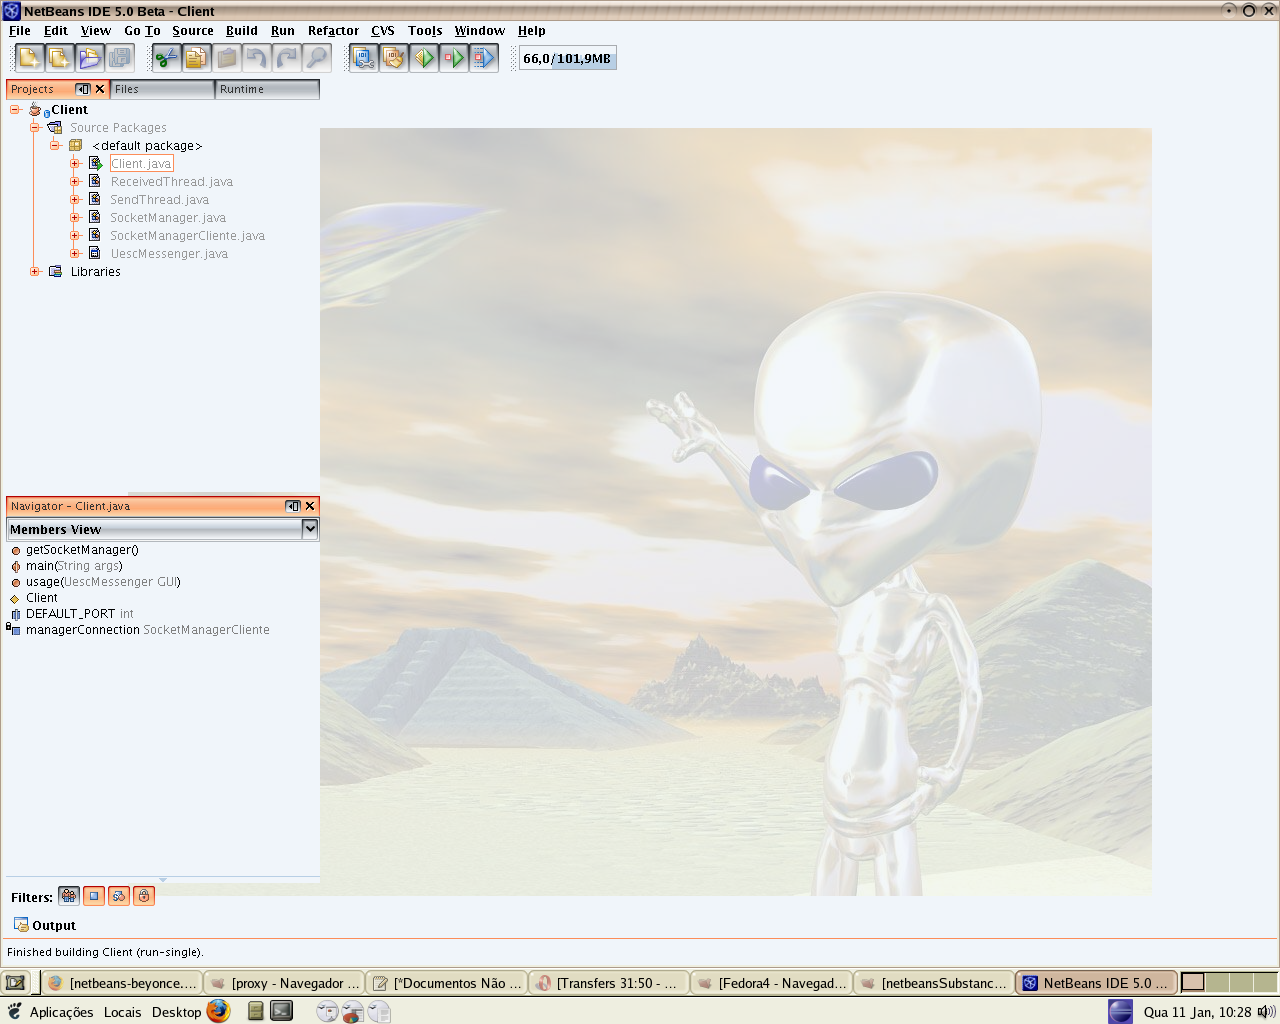 NetBeans IDE 5.0 Beta - Client
File Edit View Go To Source Build Run Refactor CVS Tools Window Help
66,0/101,9MB
Projects Files Runtime
Client
Source Packages
<default package>
Client.java
ReceivedThread.java
SendThread.java
SocketManager.java
SocketManagerCliente.java
UescMessenger.java
Libraries
Navigator - Client.java
Members View
getSocketManager()
main(String args)
usage(UescMessenger GUI)
Client
DEFAULT_PORT int
managerConnection SocketManagerCliente
Filters:
Output
Finished building Client (run-single).
[netbeans-beyonce.... [proxy - Navegador ... [*Documentos Não ... [Transfers 31:50 - ... [Fedora4 - Navegad... [netbeansSubstanc... NetBeans IDE 5.0 ...
Aplicações Locais Desktop Qua 11 Jan, 10:28